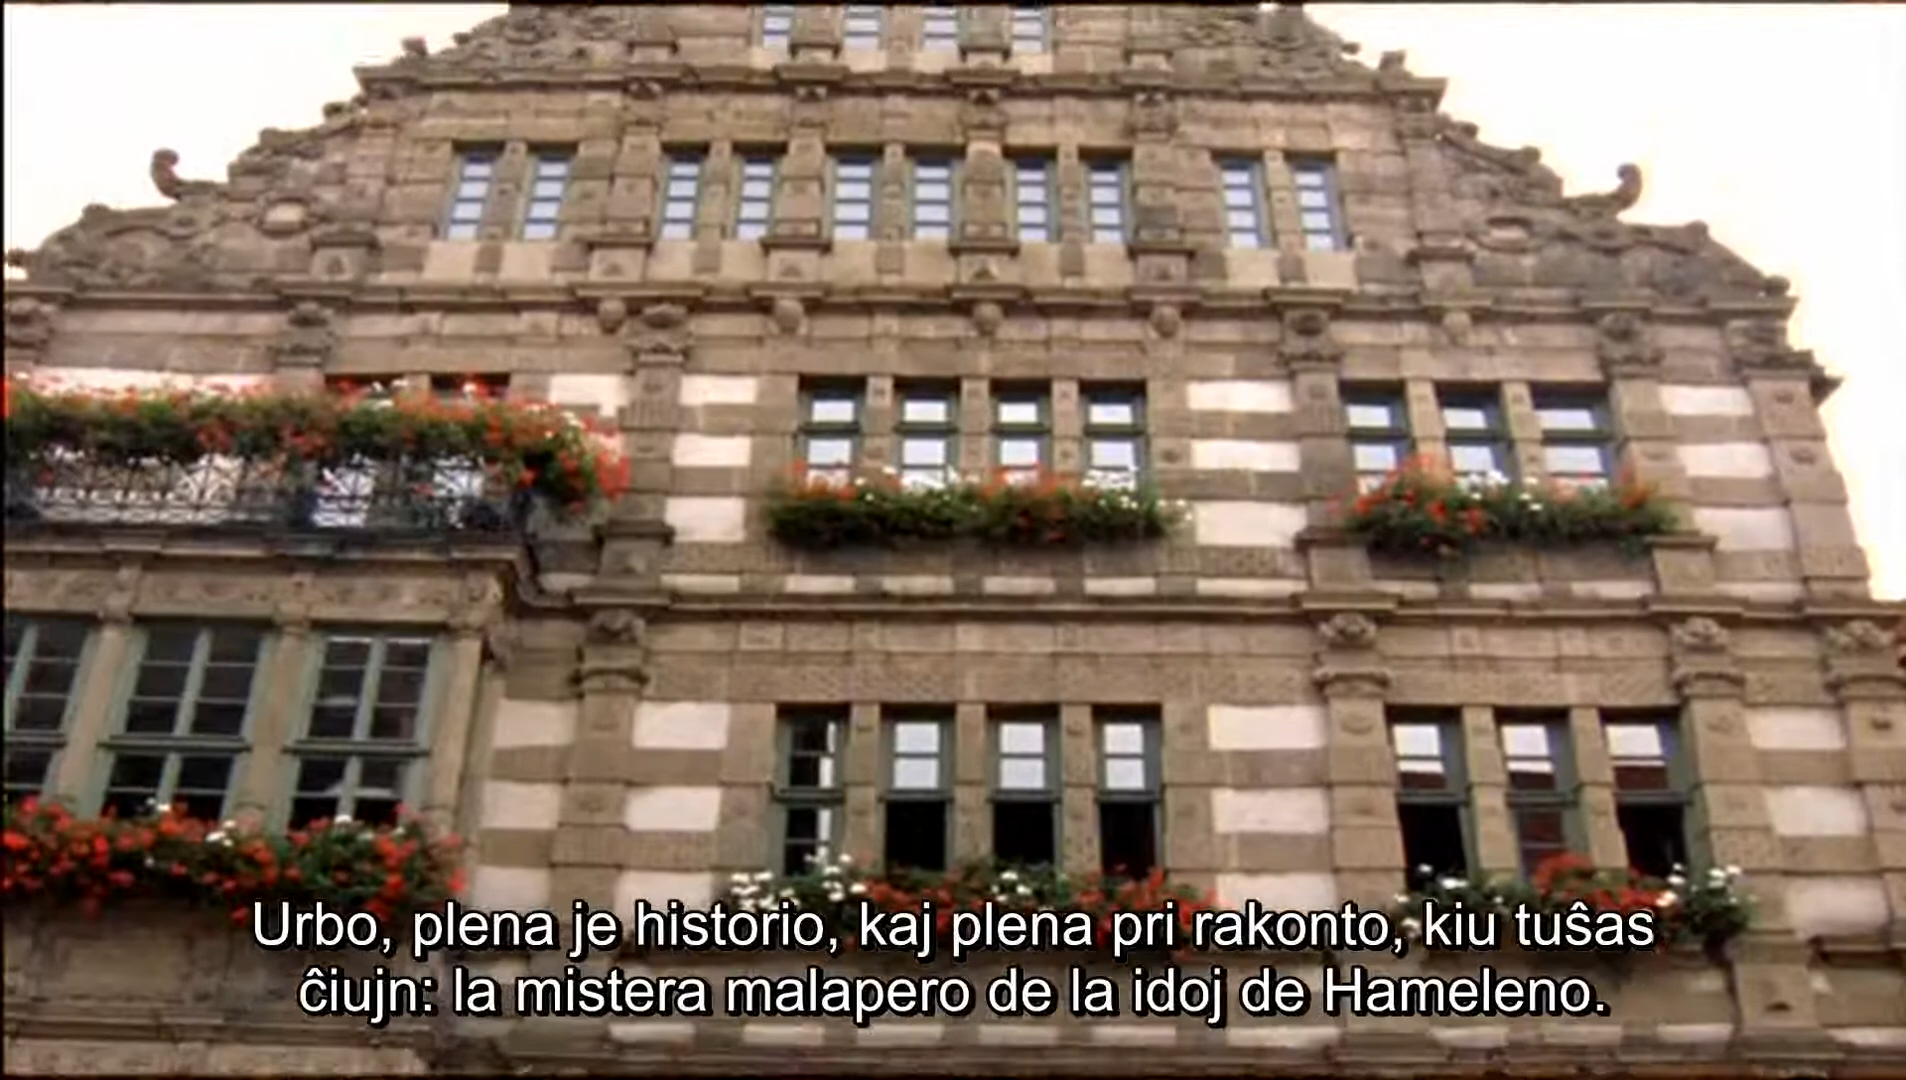 Urbo, plena je historio, kaj plena pri rakonto, kiu tuŝas
ĉiujn: la mistera malapero de la idoj de Hameleno.